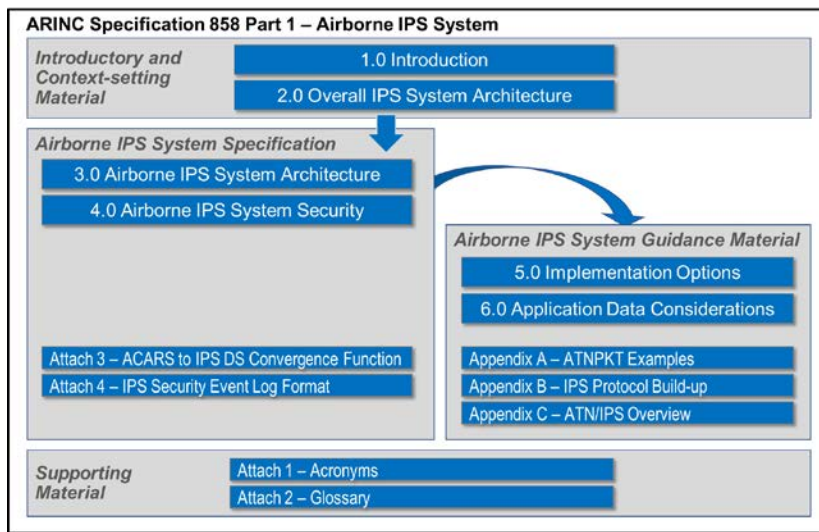 ARINC Specification 858 Part 1 – Airborne IPS System
Introductory and
Context-setting
Material
1.0 Introduction
2.0 Overall IPS System Architecture
Airborne IPS System Specification
3.0 Airborne IPS System Architecture
4.0 Airborne IPS System Security
Attach 3 – ACARS to IPS DS Convergence Function
Attach 4 – IPS Security Event Log Format
Airborne IPS System Guidance Material
5.0 Implementation Options
6.0 Application Data Considerations
Appendix A – ATNPKT Examples
Appendix B – IPS Protocol Build-up
Appendix C – ATN/IPS Overview
Supporting
Material
Attach 1 – Acronyms
Attach 2 – Glossary